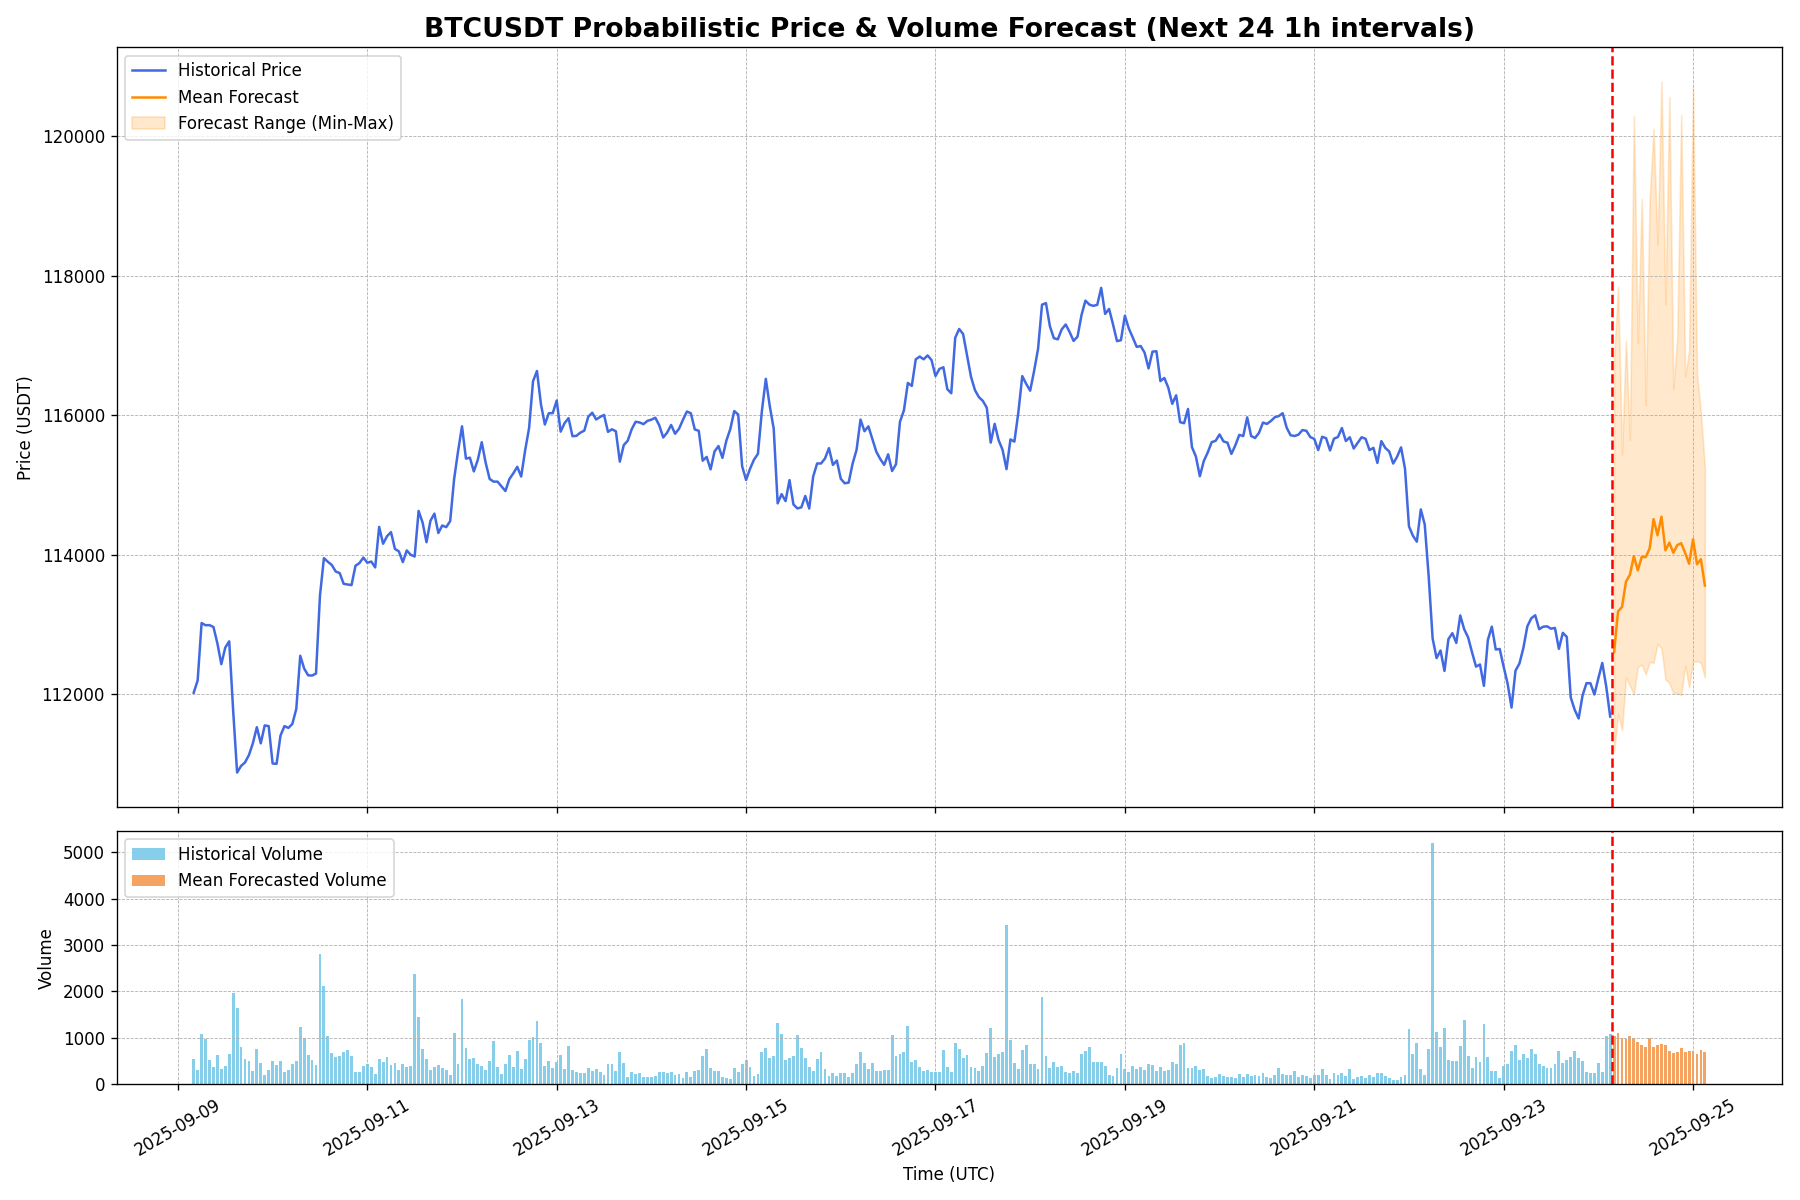 BTCUSDT Probabilistic Price & Volume Forecast (Next 24 1h intervals)
Historical Price
Mean Forecast
Forecast Range (Min-Max)
120000
118000
116000
114000
112000
Price (USDT)
Historical Volume
Mean Forecasted Volume
5000
4000
3000
2000
1000
0
Volume
2025-09-09
2025-09-11
2025-09-13
2025-09-15
2025-09-17
2025-09-19
2025-09-21
2025-09-23
2025-09-25
Time (UTC)